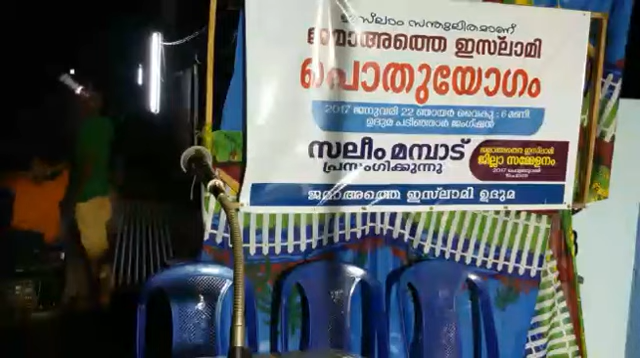 ഇസ്‌ലാം സന്തുലിതമാണ്
ജമാഅത്തെ ഇസ്‌ലാമി
പൊതുയോഗം
2017 ജനുവരി 22 ഞായർ വൈകു : 6 മണി
ഉദുമ പടിഞ്ഞാർ ജംഗ്ഷൻ
സലീം മമ്പാട്
പ്രസംഗിക്കുന്നു
ജമാഅത്തെ ഇസ്‌ലാമി
ജില്ലാ സമ്മേളനം
2017
ജമാഅത്തെ ഇസ്‌ലാമി ഉദുമ